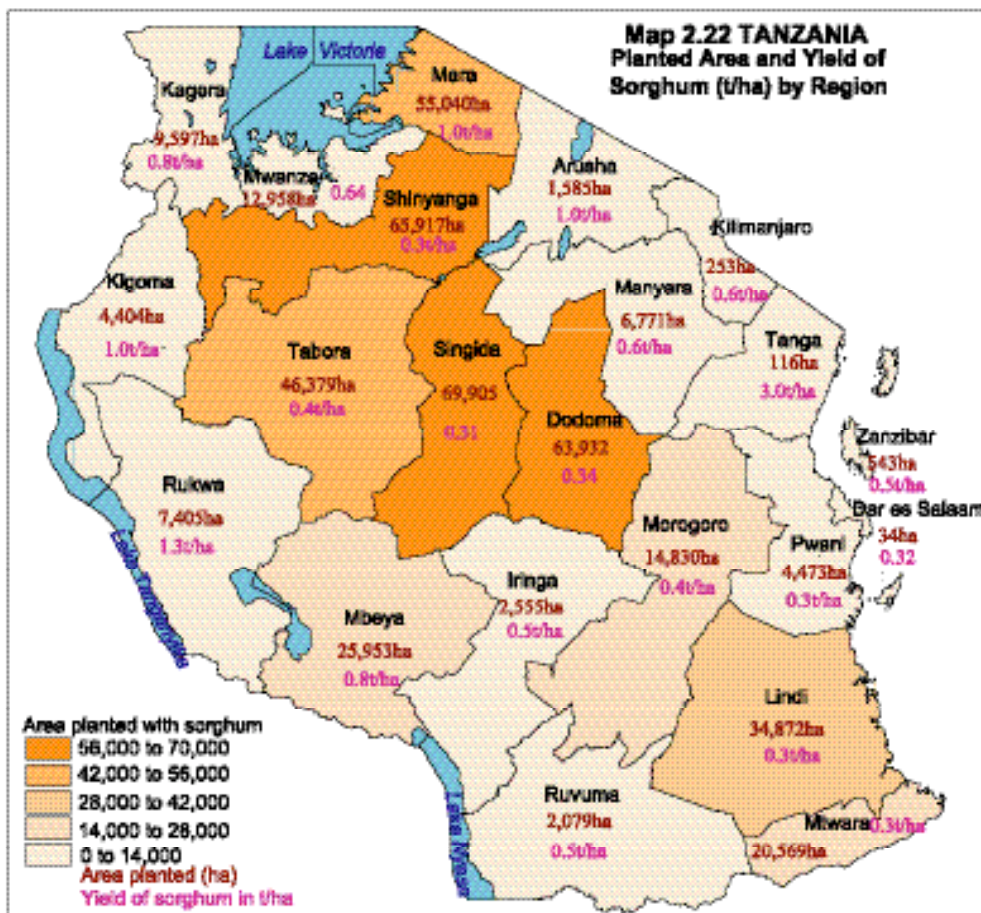 Map 2.22 TANZANIA
Planted Area and Yield of
Sorghum (t/ha) by Region
Lake Victoria
Kagera
9,597ha
0.8t/ha
Mara
55,040ha
1.0t/ha
Mwanza
12,958ha
0.64
Shinyanga
65,917ha
0.3t/ha
Arusha
1,585ha
1.0t/ha
Kilimanjaro
253ha
0.6t/ha
Kigoma
4,404ha
1.0t/ha
Tabora
46,379ha
0.4t/ha
Singida
69,905
0.31
Manyara
6,771ha
0.6t/ha
Tanga
116ha
3.0t/ha
Dodoma
63,932
0.34
Zanzibar
543ha
0.5t/ha
Dar es Salaam
34ha
0.32
Rukwa
7,405ha
1.3t/ha
Lake Tanganyika
Morogoro
14,830ha
0.4t/ha
Pwani
4,473ha
0.3t/ha
Iringa
2,555ha
0.5t/ha
Mbeya
25,953ha
0.8t/ha
Lindi
34,872ha
0.3t/ha
Ruvuma
2,079ha
0.5t/ha
Lake Nyasa
Mtwara
0.3t/ha
20,569ha
Area planted with sorghum
56,000 to 70,000
42,000 to 56,000
28,000 to 42,000
14,000 to 28,000
0 to 14,000
Area planted (ha)
Yield of sorghum in t/ha